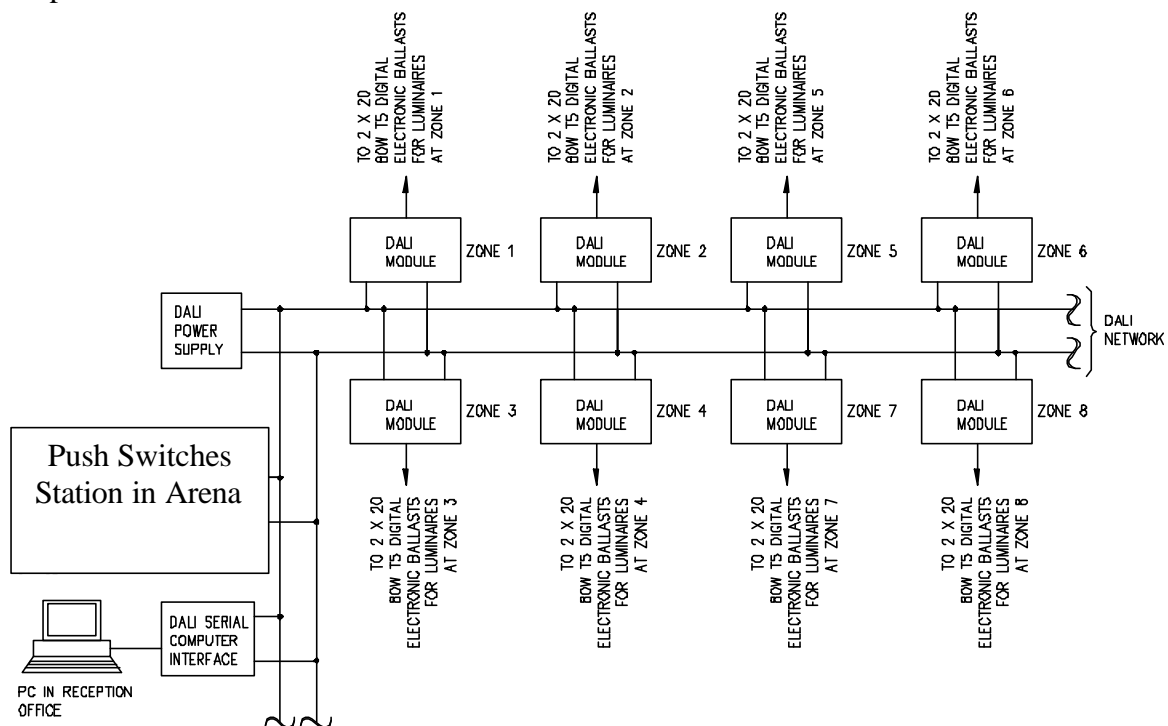 TO 2 X 20
80W T5 DIGITAL
ELECTRONIC BALLASTS
FOR LUMINAIRES
AT ZONE 1
TO 2 X 20
80W T5 DIGITAL
ELECTRONIC BALLASTS
FOR LUMINAIRES
AT ZONE 2
TO 2 X 20
80W T5 DIGITAL
ELECTRONIC BALLASTS
FOR LUMINAIRES
AT ZONE 5
TO 2 X 20
80W T5 DIGITAL
ELECTRONIC BALLASTS
FOR LUMINAIRES
AT ZONE 6
DALI
MODULE
ZONE 1
DALI
MODULE
ZONE 2
DALI
MODULE
ZONE 5
DALI
MODULE
ZONE 6
DALI
POWER
SUPPLY
DALI
NETWORK
DALI
MODULE
ZONE 3
DALI
MODULE
ZONE 4
DALI
MODULE
ZONE 7
DALI
MODULE
ZONE 8
Push Switches
Station in Arena
TO 2 X 20
80W T5 DIGITAL
ELECTRONIC BALLASTS
FOR LUMINAIRES
AT ZONE 3
TO 2 X 20
80W T5 DIGITAL
ELECTRONIC BALLASTS
FOR LUMINAIRES
AT ZONE 4
TO 2 X 20
80W T5 DIGITAL
ELECTRONIC BALLASTS
FOR LUMINAIRES
AT ZONE 7
TO 2 X 20
80W T5 DIGITAL
ELECTRONIC BALLASTS
FOR LUMINAIRES
AT ZONE 8
DALI SERIAL
COMPUTER
INTERFACE
PC IN RECEPTION
OFFICE